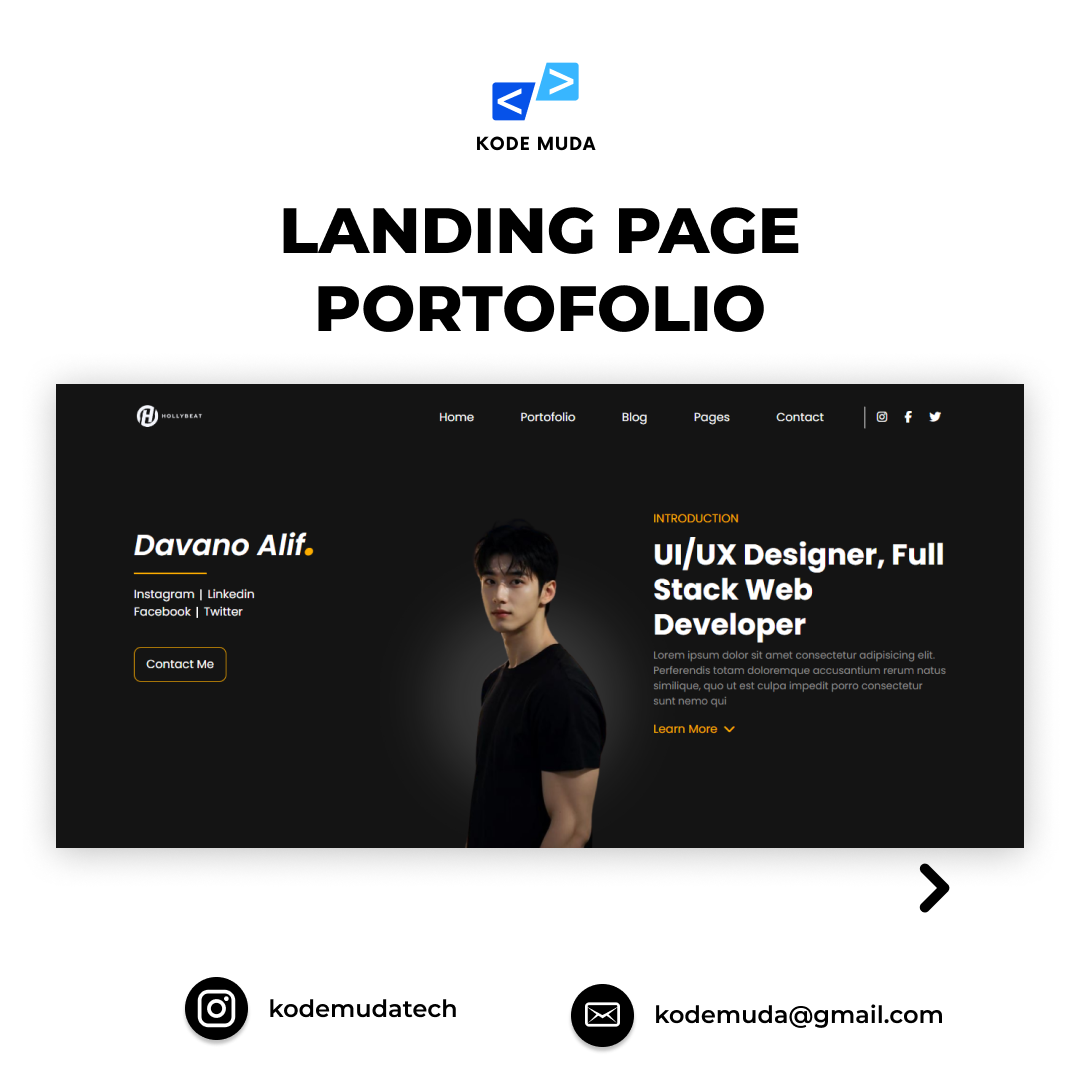 KODE MUDA
LANDING PAGE
PORTOFOLIO
HOLLYBEAT
Home Portofolio Blog Pages Contact
Davano Alif.
Instagram | Linkedin
Facebook | Twitter
Contact Me
INTRODUCTION
UI/UX Designer, Full
Stack Web
Developer
Lorem ipsum dolor sit amet consectetur adipisicing elit.
Perferendis totam doloremque accusantium rerum natus
similique, quo ut est culpa impedit porro consectetur
sunt nemo qui
Learn More
kodemudatech
kodemuda@gmail.com